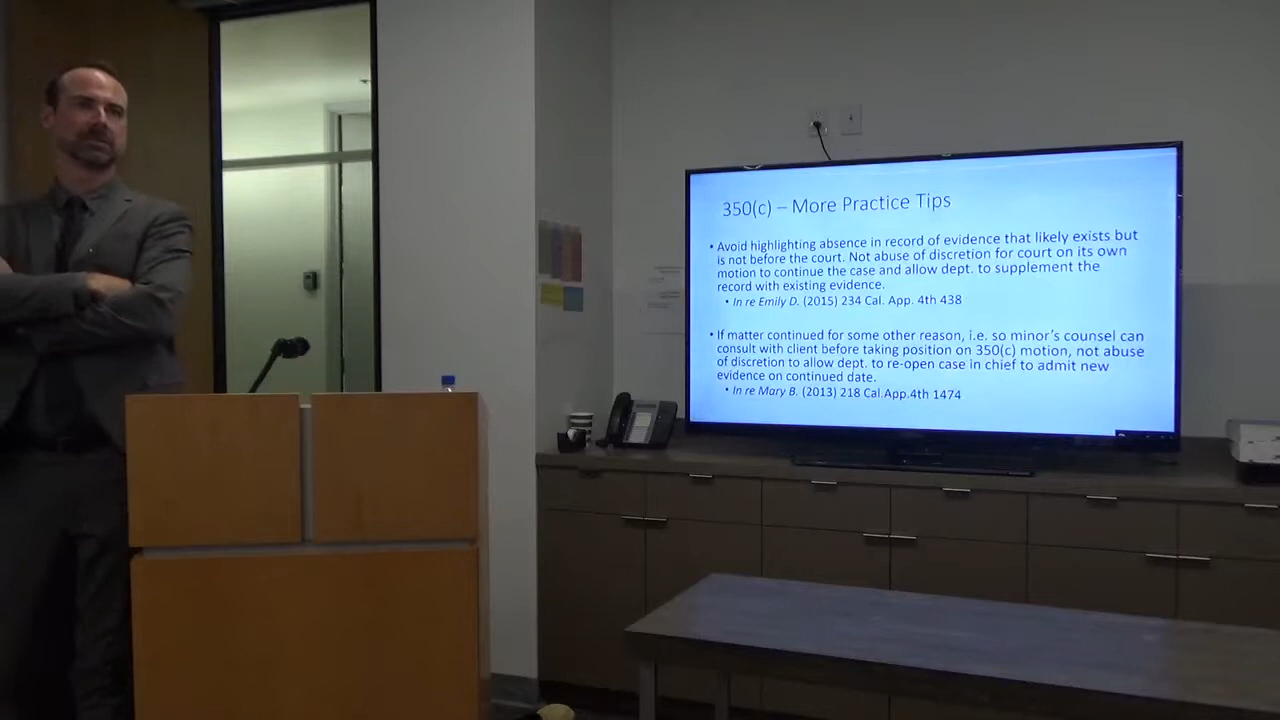 350(c) – More Practice Tips
• Avoid highlighting absence in record of evidence that likely exists but
is not before the court. Not abuse of discretion for court on its own
motion to continue the case and allow dept. to supplement the
record with existing evidence.
• In re Emily D. (2015) 234 Cal. App. 4th 438
• If matter continued for some other reason, i.e. so minor's counsel can
consult with client before taking position on 350(c) motion, not abuse
of discretion to allow dept. to re-open case in chief to admit new
evidence on continued date.
• In re Mary B. (2013) 218 Cal.App.4th 1474